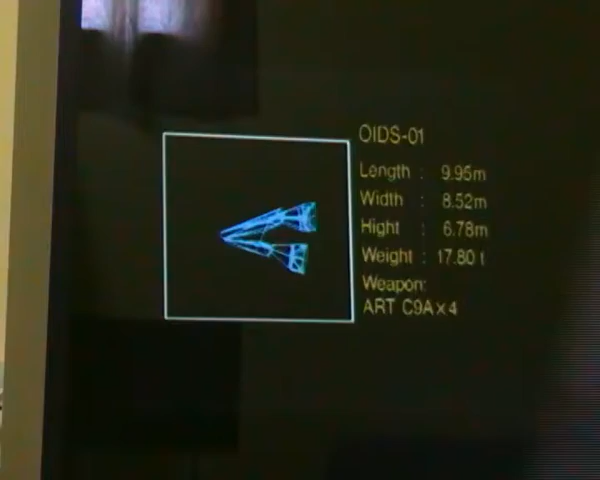 OIDS-01
Length : 9.95m
Width : 8.52m
Hight : 6.78m
Weight : 17.80 t
Weapon:
ART C9A×4